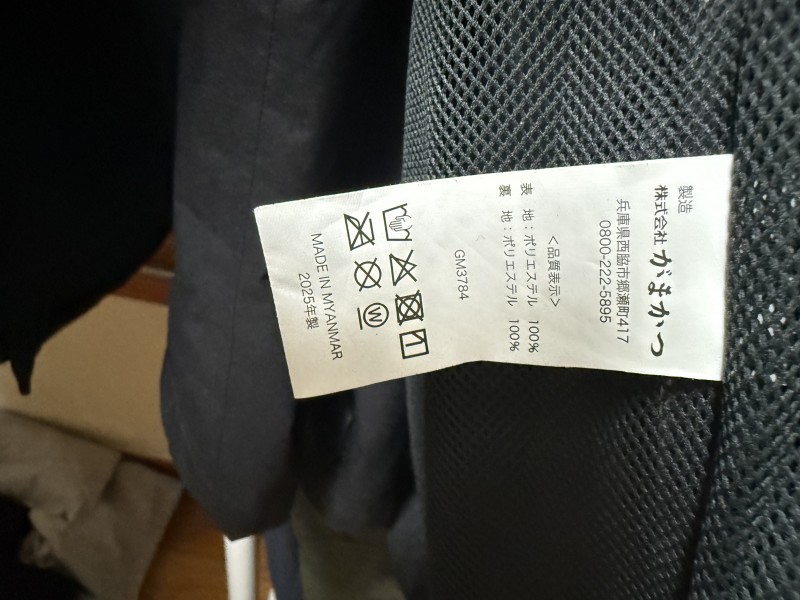 製造
株式会社 がまかつ
兵庫県西脇市郷瀬町417
0800-222-5895
<品質表示>
表 地：ポリエステル 100%
裏 地：ポリエステル 100%
GM3784
W
MADE IN MYANMAR
2025年製